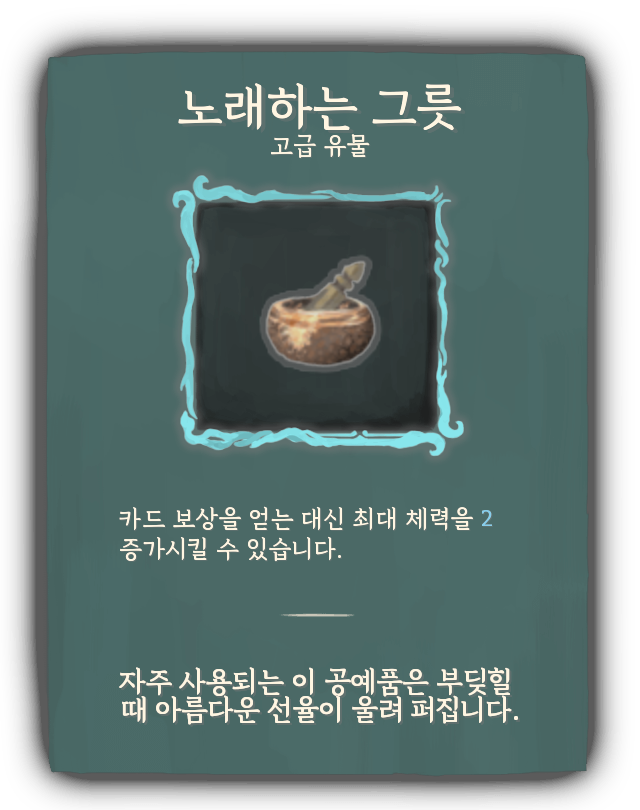 노래하는 그릇
고급 유물
카드 보상을 얻는 대신 최대 체력을 2
증가시킬 수 있습니다.
자주 사용되는 이 공예품은 부딪힐
때 아름다운 선율이 울려 퍼집니다.